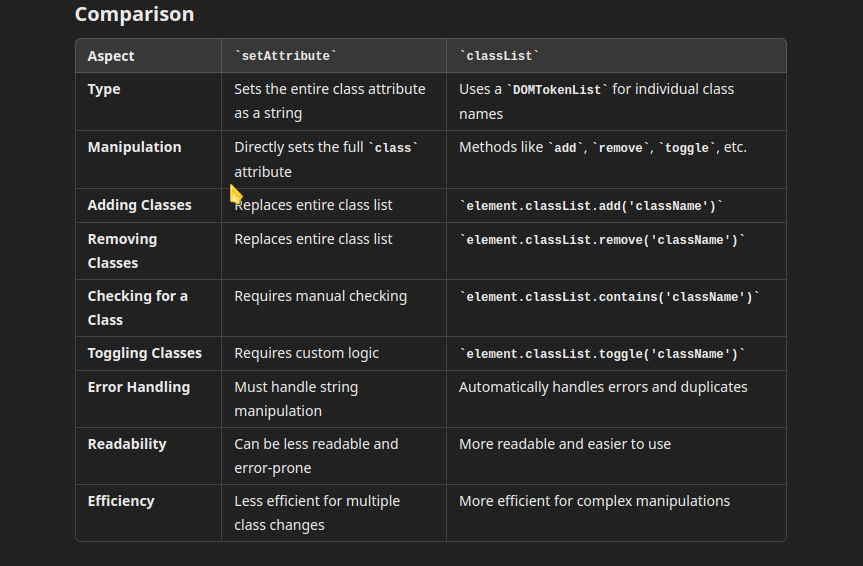 Comparison
Aspect
`setAttribute`
`classList`
Type
Sets the entire class attribute
as a string
Uses a `DOMTokenList` for individual class
names
Manipulation
Directly sets the full `class`
attribute
Methods like `add`, `remove`, `toggle`, etc.
Adding Classes
Replaces entire class list
`element.classList.add('className')`
Removing
Classes
Replaces entire class list
`element.classList.remove('className')`
Checking for a
Class
Requires manual checking
`element.classList.contains('className')`
Toggling Classes
Requires custom logic
`element.classList.toggle('className')`
Error Handling
Must handle string
manipulation
Automatically handles errors and duplicates
Readability
Can be less readable and
error-prone
More readable and easier to use
Efficiency
Less efficient for multiple
class changes
More efficient for complex manipulations